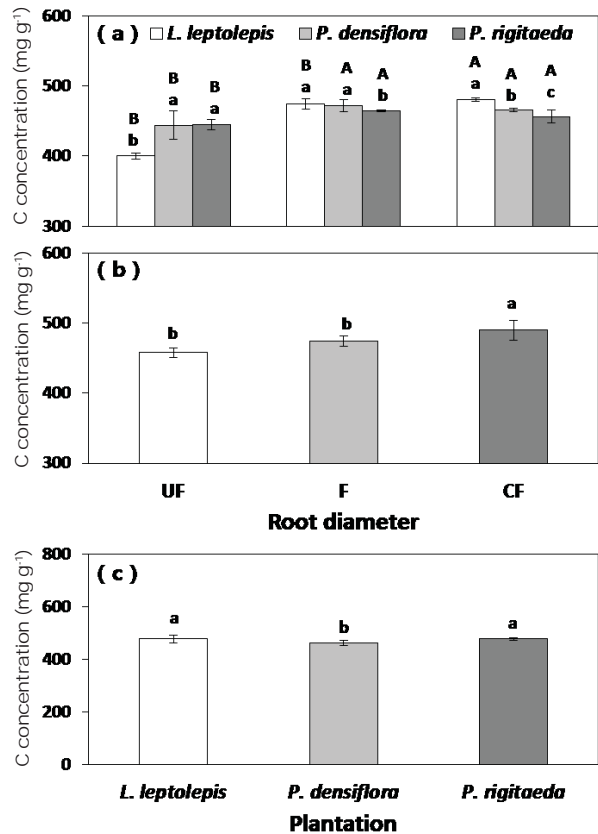 C concentration (mg g-1)
600
500
400
300
( a )
L. leptolepis
P. densiflora
P. rigitaeda
B
b
B
a
B
a
B
a
A
a
A
b
A
a
A
b
A
c
C concentration (mg g-1)
600
500
400
300
( b )
b
b
a
UF
F
CF
Root diameter
C concentration (mg g-1)
800
600
400
200
0
( c )
a
b
a
L. leptolepis
P. densiflora
P. rigitaeda
Plantation